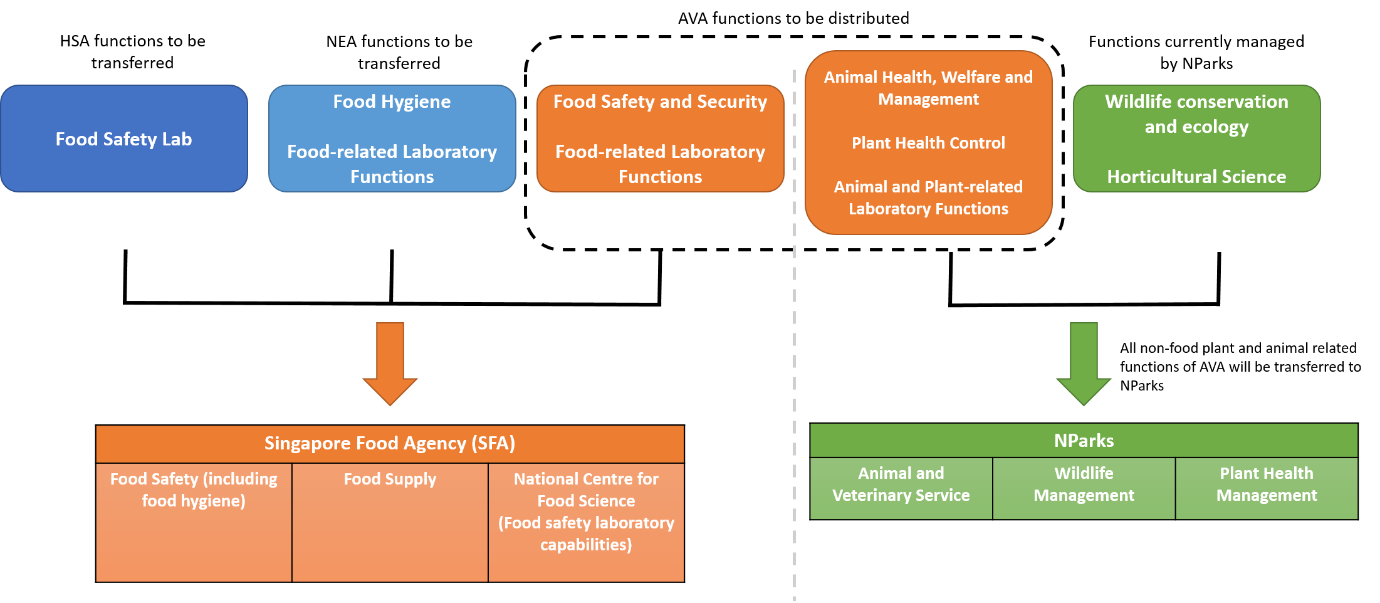 AVA functions to be distributed
HSA functions to be
transferred
NEA functions to be
transferred
Functions currently managed
by NParks
Food Safety Lab
Food Hygiene
Food-related Laboratory
Functions
Food Safety and Security
Food-related Laboratory
Functions
Animal Health, Welfare and
Management
Plant Health Control
Animal and Plant-related
Laboratory Functions
Wildlife conservation
and ecology
Horticultural Science
All non-food plant and animal related
functions of AVA will be transferred to
NParks
Singapore Food Agency (SFA)
Food Safety (including
food hygiene)
Food Supply
National Centre for
Food Science
(Food safety laboratory
capabilities)
NParks
Animal and
Veterinary Service
Wildlife
Management
Plant Health
Management